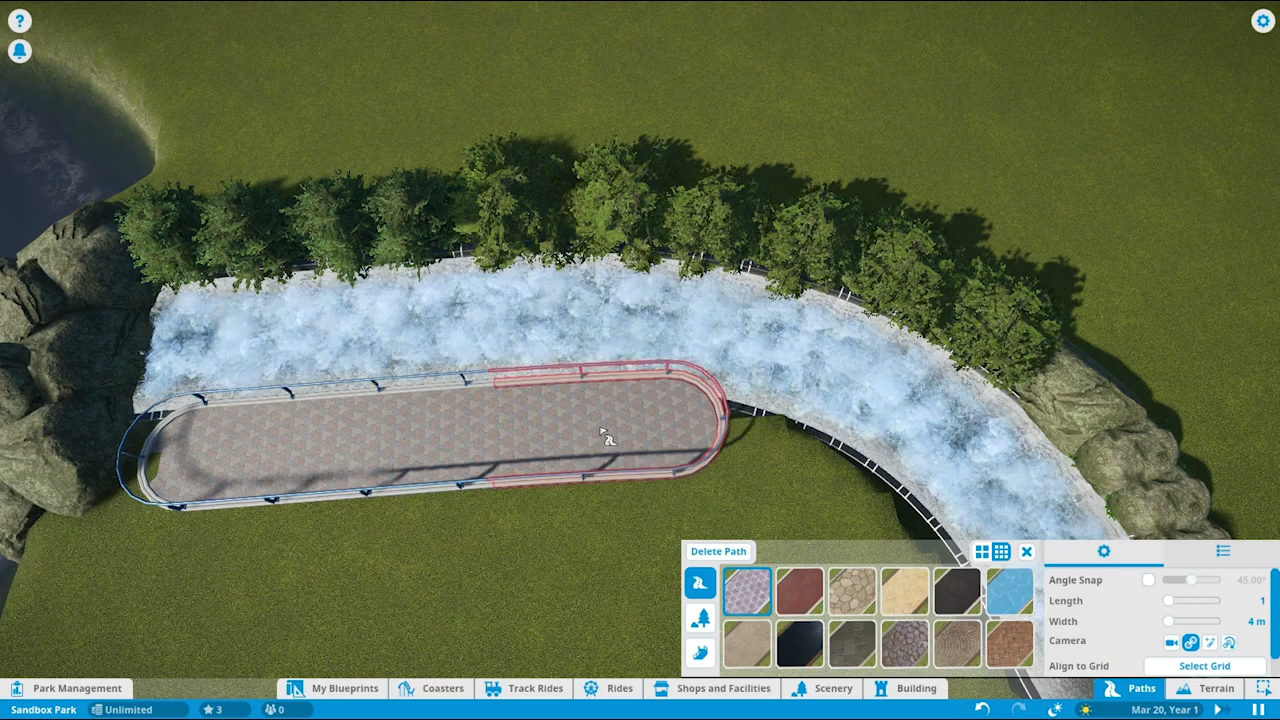 ?
Delete Path
Angle Snap 45.00°
Length 1
Width 4 m
Camera
Align to Grid Select Grid
Park Management My Blueprints Coasters Track Rides Rides Shops and Facilities Scenery Building Paths Terrain
Sandbox Park Unlimited 3 0 Mar 20, Year 1